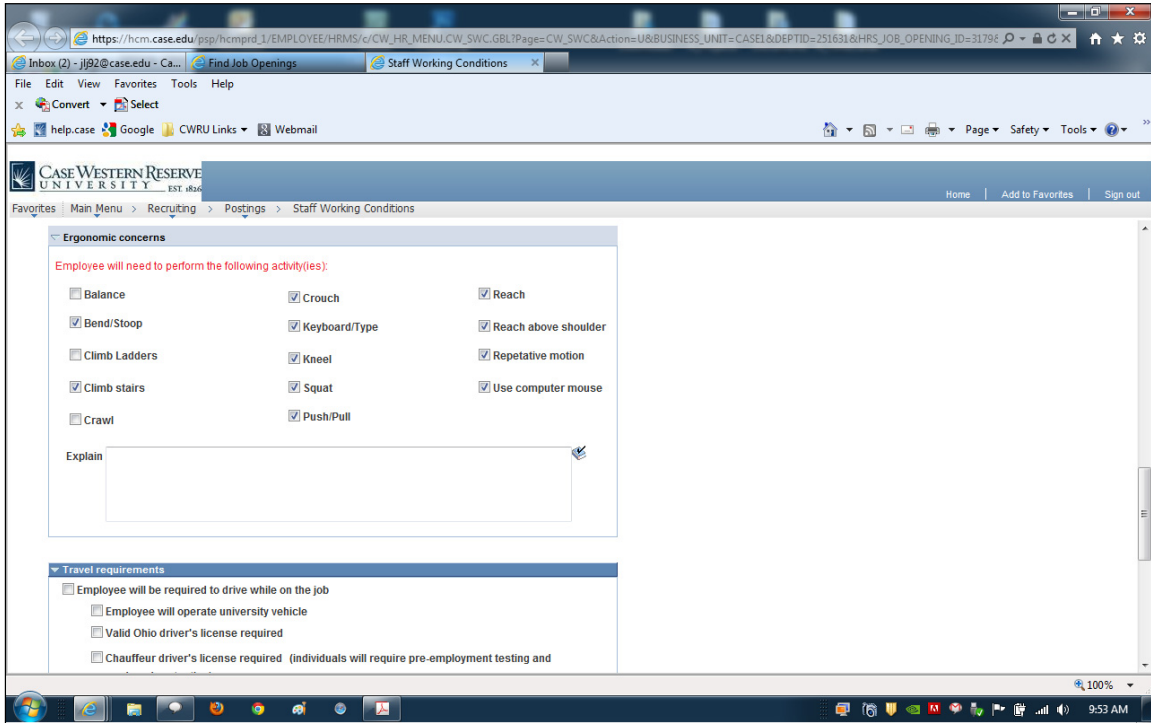 https://hcm.case.edu/psp/hcmprd_1/EMPLOYEE/HRMS/c/CW_HR_MENU.CW_SWC.GBL?Page=CW_SWC&Action=U&BUSINESS_UNIT=CASE1&DEPTID=251631&HRS_JOB_OPENING_ID=31798
Inbox (2) - jlj92@case.edu - Ca... Find Job Openings Staff Working Conditions
File Edit View Favorites Tools Help
Convert Select
help.case Google CWRU Links Webmail Page Safety Tools
CASE WESTERN RESERVE
UNIVERSITY EST. 1826
Home | Add to Favorites | Sign out
Favorites Main Menu > Recruiting > Postings > Staff Working Conditions
Ergonomic concerns
Employee will need to perform the following activity(ies):
Balance Crouch Reach
Bend/Stoop Keyboard/Type Reach above shoulder
Climb Ladders Kneel Repetative motion
Climb stairs Squat Use computer mouse
Crawl Push/Pull
Explain
Travel requirements
Employee will be required to drive while on the job
Employee will operate university vehicle
Valid Ohio driver's license required
Chauffeur driver's license required (individuals will require pre-employment testing and
100%
9:53 AM